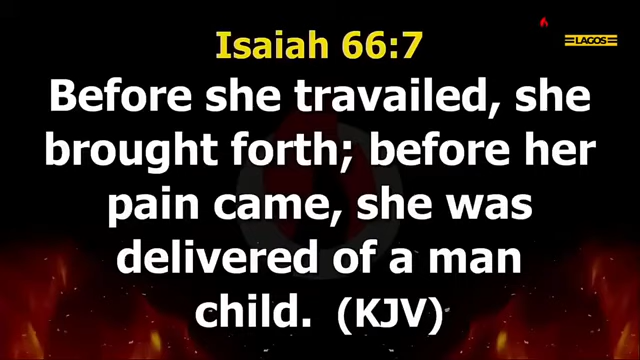 LAGOS
Isaiah 66:7
Before she travailed, she
brought forth; before her
pain came, she was
delivered of a man
child. (KJV)